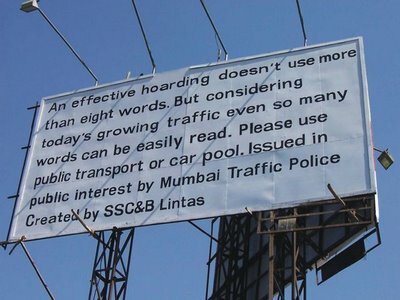 An effective hoarding doesn't use more
than eight words. But considering
today's growing traffic even so many
words can be easily read. Please use
public transport or car pool. Issued in
public interest by Mumbai Traffic Police
Created by SSC&B Lintas